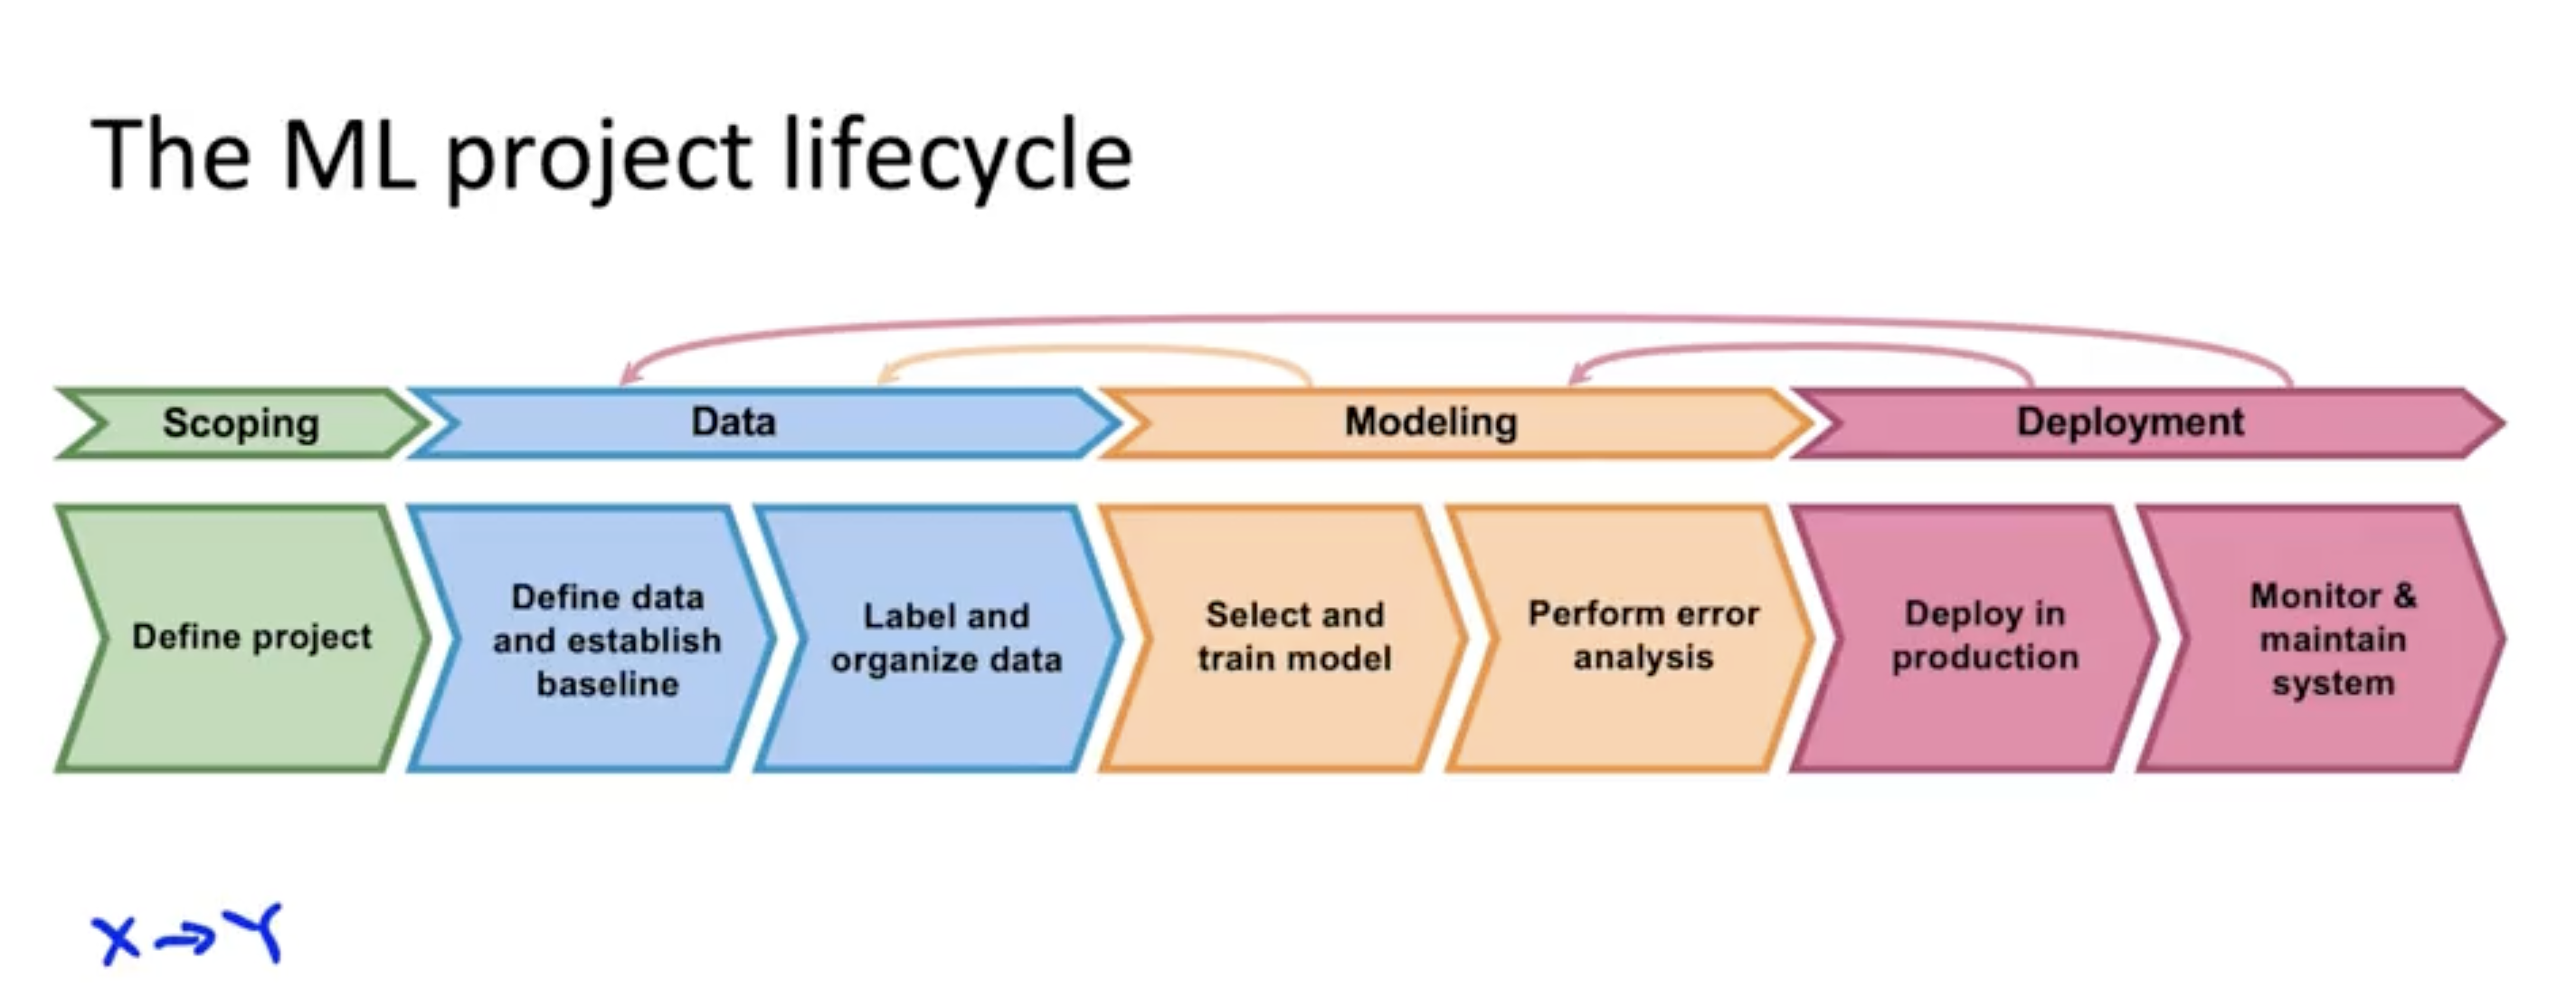 The ML project lifecycle
Scoping
Data
Modeling
Deployment
Define project
Define data
and establish
baseline
Label and
organize data
Select and
train model
Perform error
analysis
Deploy in
production
Monitor &
maintain
system
X→Y